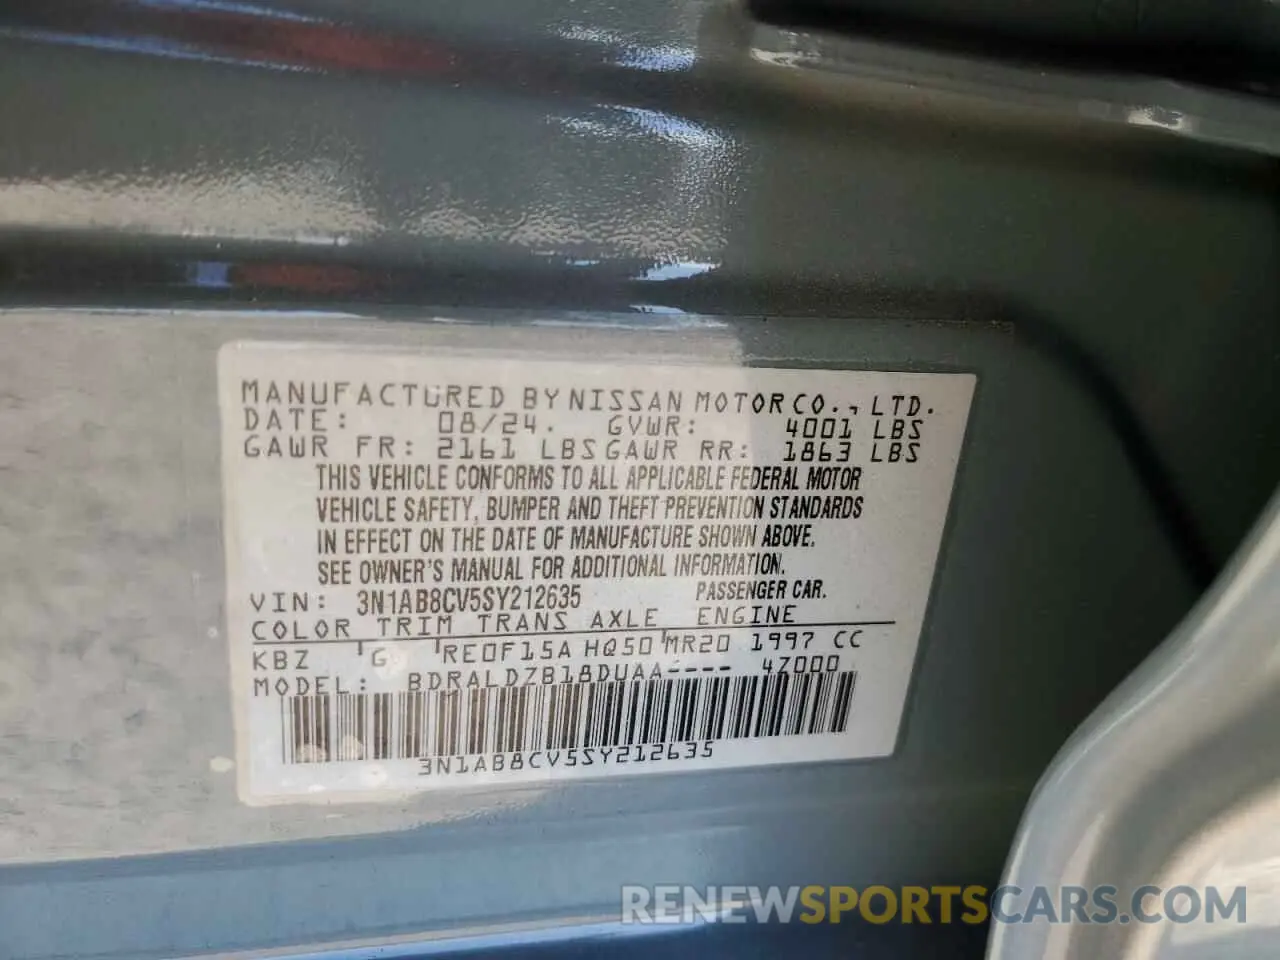 MANUFACTURED BY NISSAN MOTOR CO., LTD.
DATE: 08/24. GVWR: 4001 LBS
GAWR FR: 2161 LBS GAWR RR: 1863 LBS
THIS VEHICLE CONFORMS TO ALL APPLICABLE FEDERAL MOTOR
VEHICLE SAFETY, BUMPER AND THEFT PREVENTION STANDARDS
IN EFFECT ON THE DATE OF MANUFACTURE SHOWN ABOVE.
SEE OWNER'S MANUAL FOR ADDITIONAL INFORMATION.
VIN: 3N1AB8CV5SY212635 PASSENGER CAR.
COLOR TRIM TRANS AXLE ENGINE
KBZ G RE0F15A HQ50 MR20 1997 CC
MODEL: BDRALDZB18DUAA---- 4Z000
3N1AB8CV5SY212635
RENEWSPORTSCARS.COM